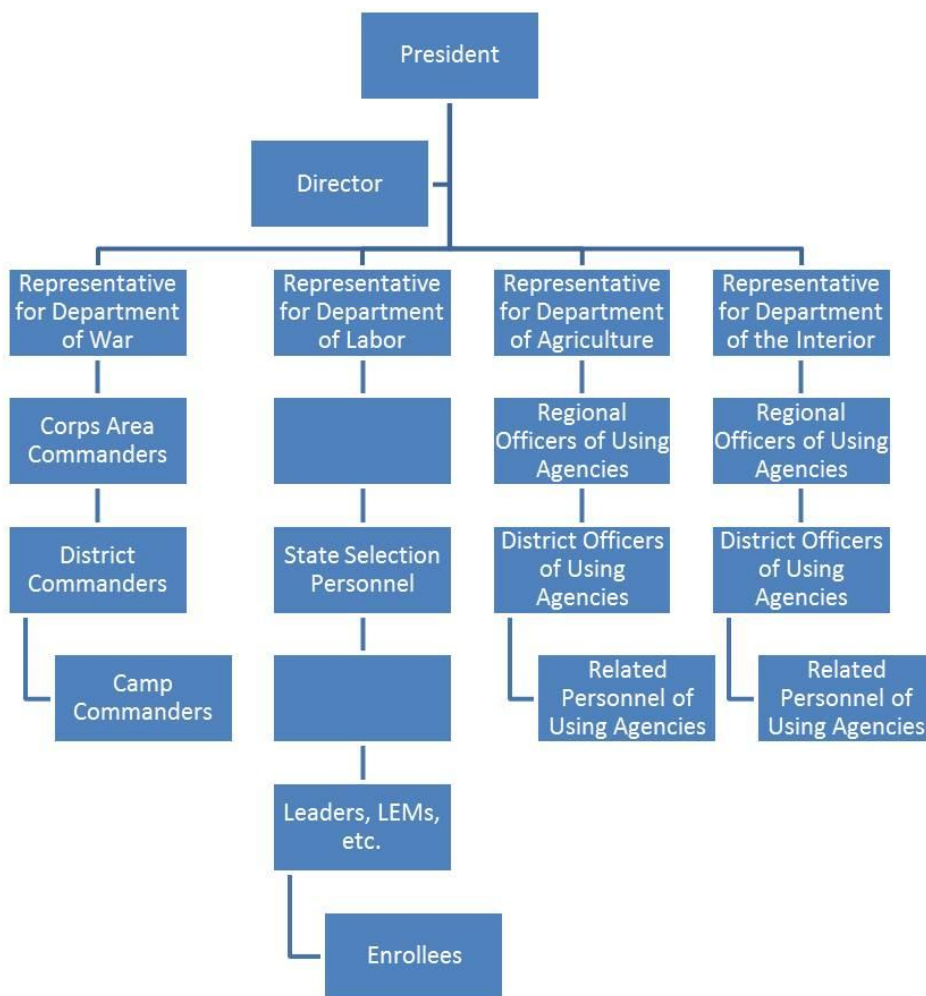 President
Director
Representative
for Department
of War
Representative
for Department
of Labor
Representative
for Department
of Agriculture
Representative
for Department
of the Interior
Corps Area
Commanders
Regional
Officers of Using
Agencies
Regional
Officers of Using
Agencies
District
Commanders
State Selection
Personnel
District Officers
of Using
Agencies
District Officers
of Using
Agencies
Camp
Commanders
Related
Personnel of
Using Agencies
Related
Personnel of
Using Agencies
Leaders, LEMs,
etc.
Enrollees